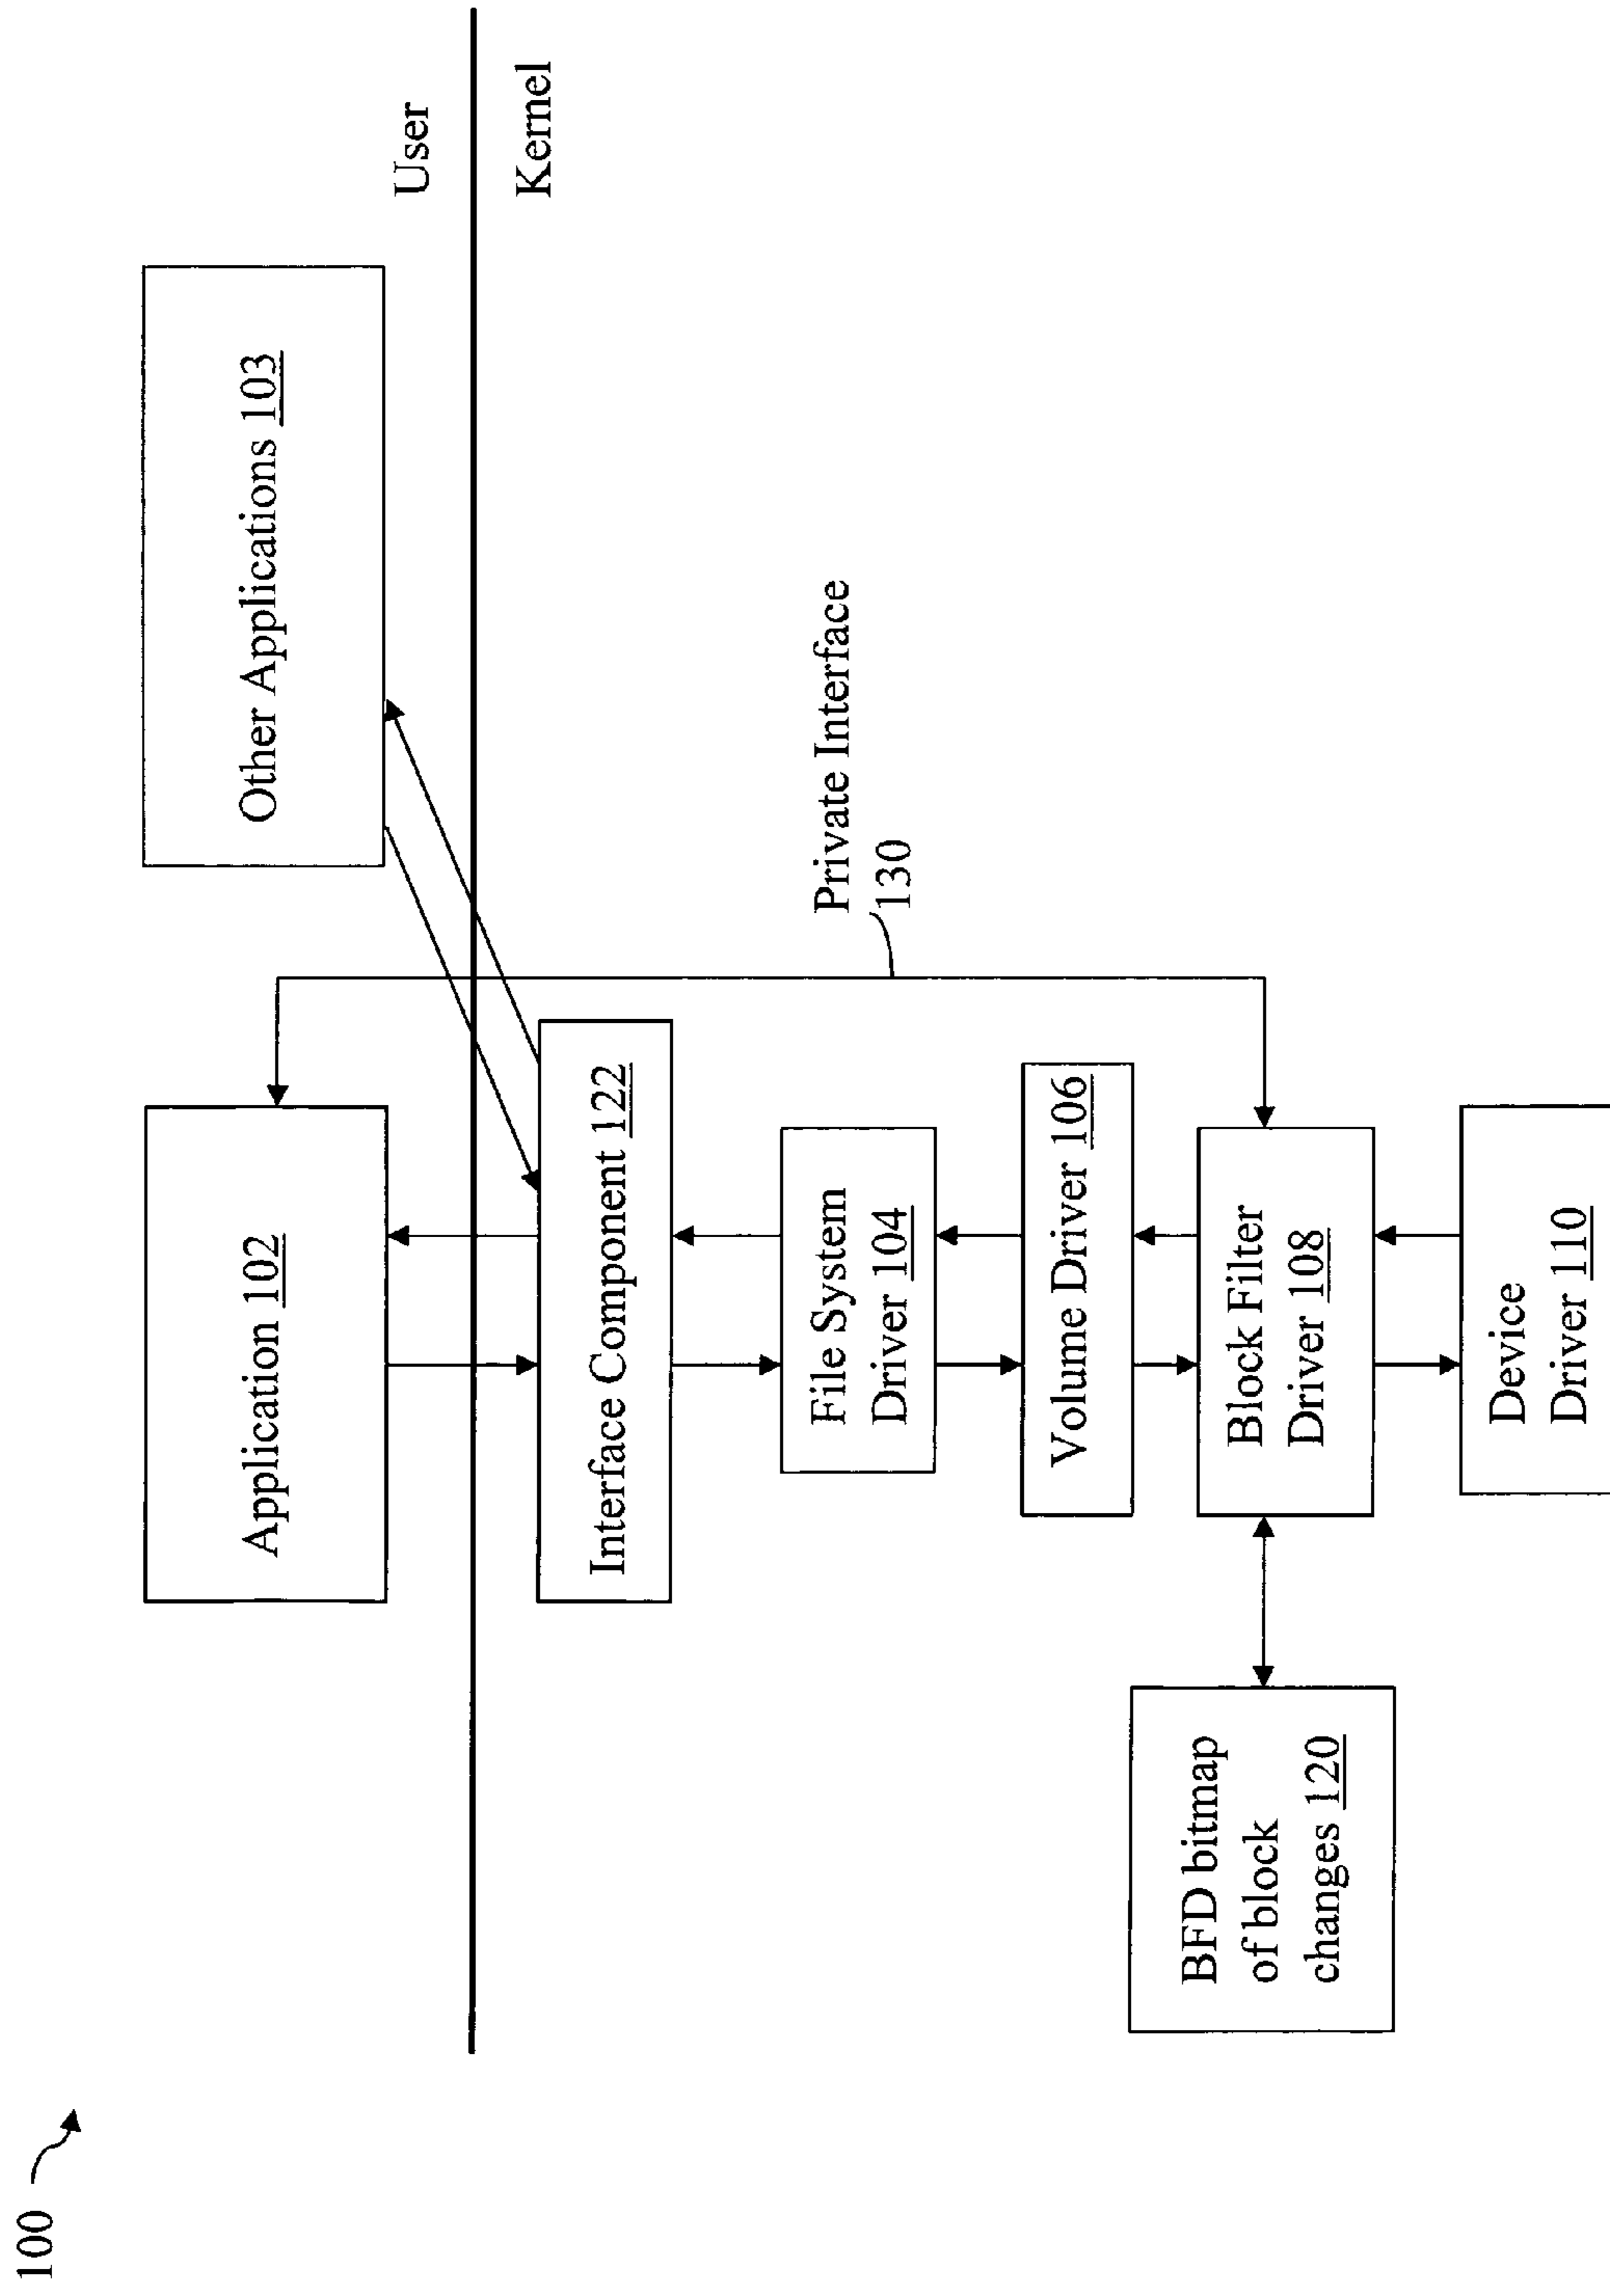 100
Application 102
Other Applications 103
User
Kernel
Interface Component 122
File System
Driver 104
Private Interface
130
Volume Driver 106
BFD bitmap
of block
changes 120
Block Filter
Driver 108
Device
Driver 110